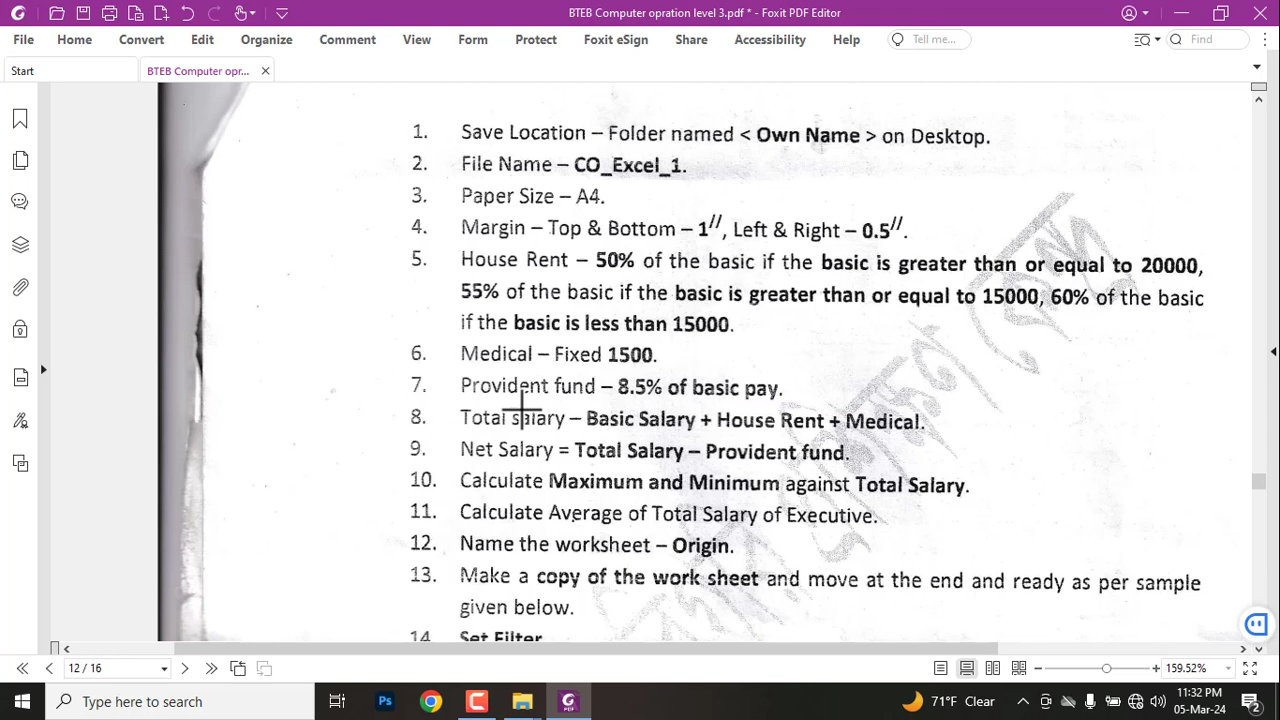 BTEB Computer opration level 3.pdf * - Foxit PDF Editor
File Home Convert Edit Organize Comment View Form Protect Foxit eSign Share Accessibility Help Tell me... Find
Start BTEB Computer opr...
1. Save Location – Folder named < Own Name > on Desktop.
2. File Name – CO_Excel_1.
3. Paper Size – A4.
4. Margin – Top & Bottom – 1//, Left & Right – 0.5//.
5. House Rent – 50% of the basic if the basic is greater than or equal to 20000,
55% of the basic if the basic is greater than or equal to 15000, 60% of the basic
if the basic is less than 15000.
6. Medical – Fixed 1500.
7. Provident fund – 8.5% of basic pay.
8. Total salary – Basic Salary + House Rent + Medical.
9. Net Salary = Total Salary – Provident fund.
10. Calculate Maximum and Minimum against Total Salary.
11. Calculate Average of Total Salary of Executive.
12. Name the worksheet – Origin.
13. Make a copy of the work sheet and move at the end and ready as per sample
given below.
14 Set Filter
12 / 16 159.52%
Type here to search Ps 71°F Clear 11:32 PM
05-Mar-24 2